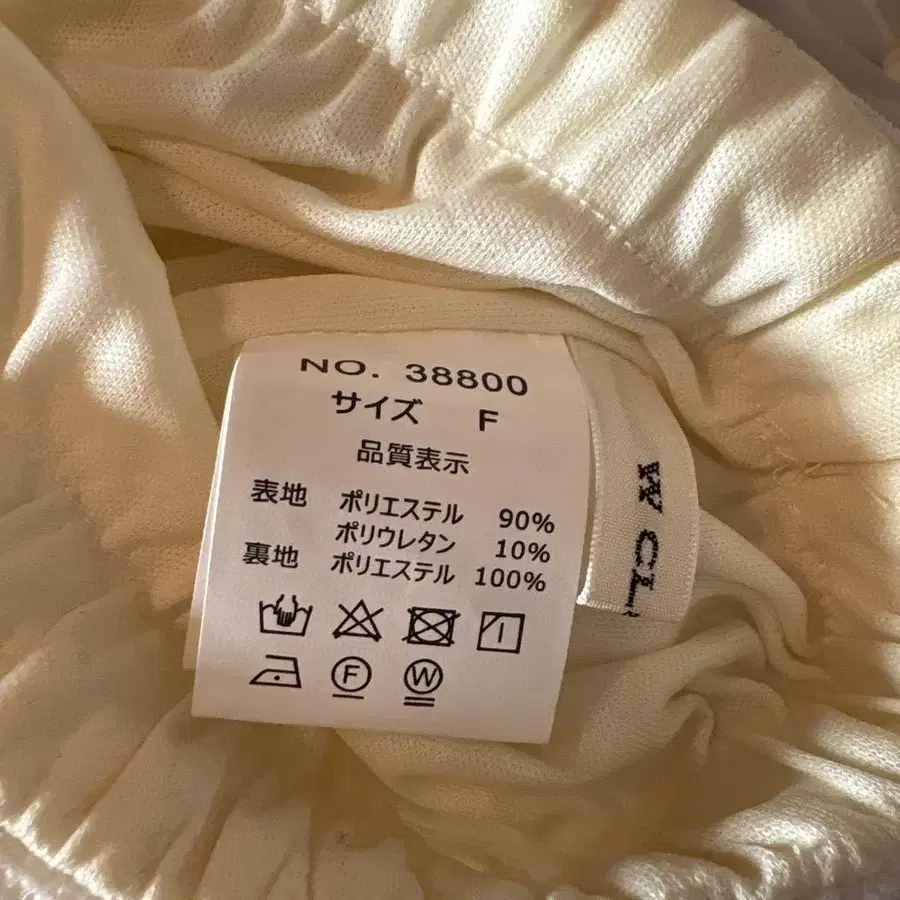 NO. 38800
サイズ F
品質表示
表地 ポリエステル 90%
ポリウレタン 10%
裏地 ポリエステル 100%
F W
W CL